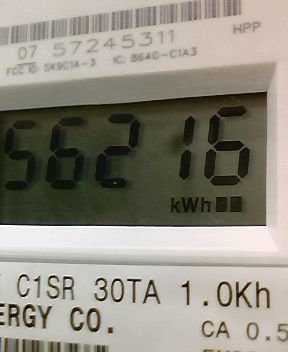 07 57245311
HPP
FCC ID: SK9C1A-3 IC: 864G-C1A3
56216
kWh
C1SR 30TA 1.0Kh
ERGY CO.
CA 0.5